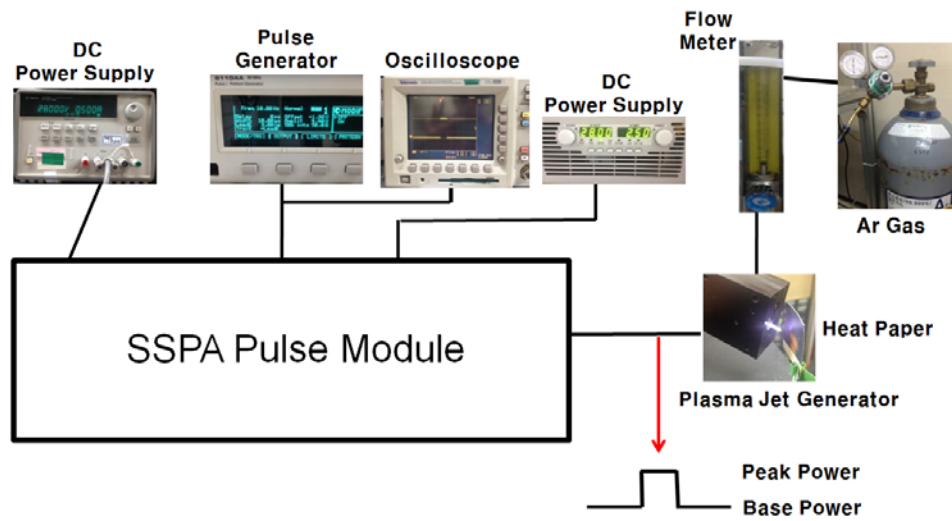 DC
Power Supply
Pulse
Generator
Oscilloscope
DC
Power Supply
Flow
Meter
Ar Gas
SSPA Pulse Module
Heat Paper
Plasma Jet Generator
Peak Power
Base Power